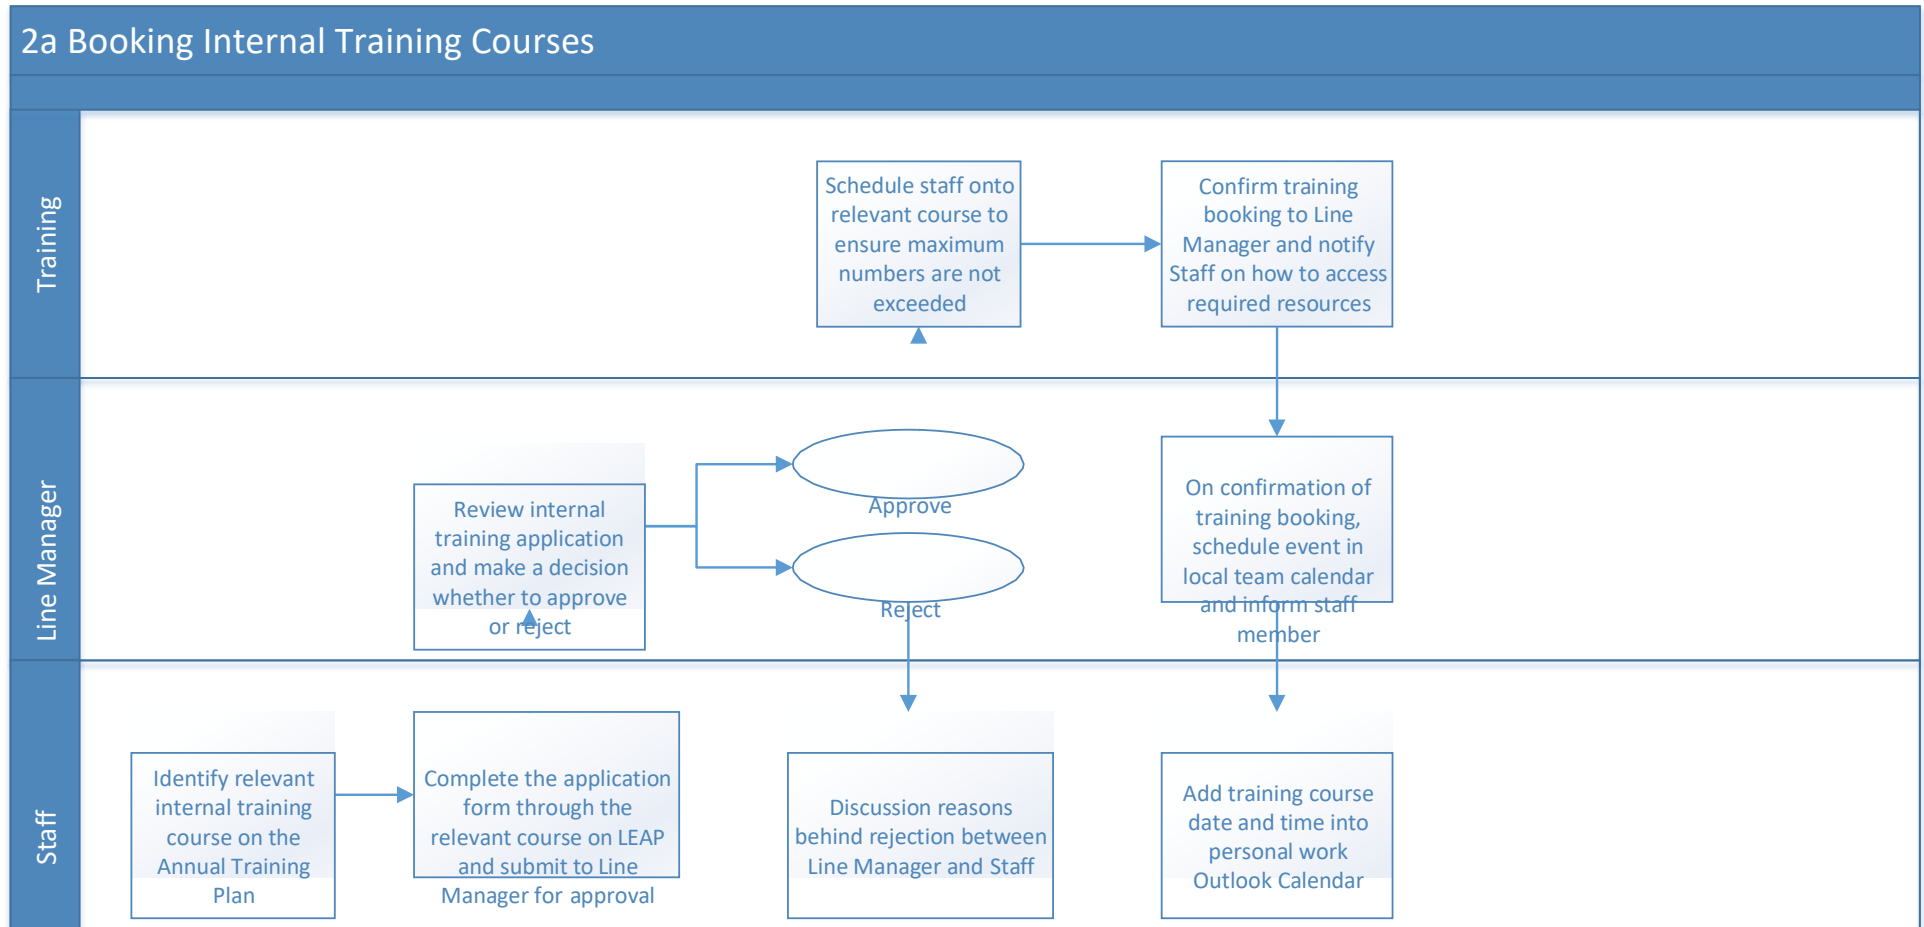 2a Booking Internal Training Courses
Training
Schedule staff onto
relevant course to
ensure maximum
numbers are not
exceeded
Confirm training
booking to Line
Manager and notify
Staff on how to access
required resources
Line Manager
Review internal
training application
and make a decision
whether to approve
or reject
Approve
Reject
On confirmation of
training booking,
schedule event in
local team calendar
and inform staff
member
Staff
Identify relevant
internal training
course on the
Annual Training
Plan
Complete the application
form through the
relevant course on LEAP
and submit to Line
Manager for approval
Discussion reasons
behind rejection between
Line Manager and Staff
Add training course
date and time into
personal work
Outlook Calendar